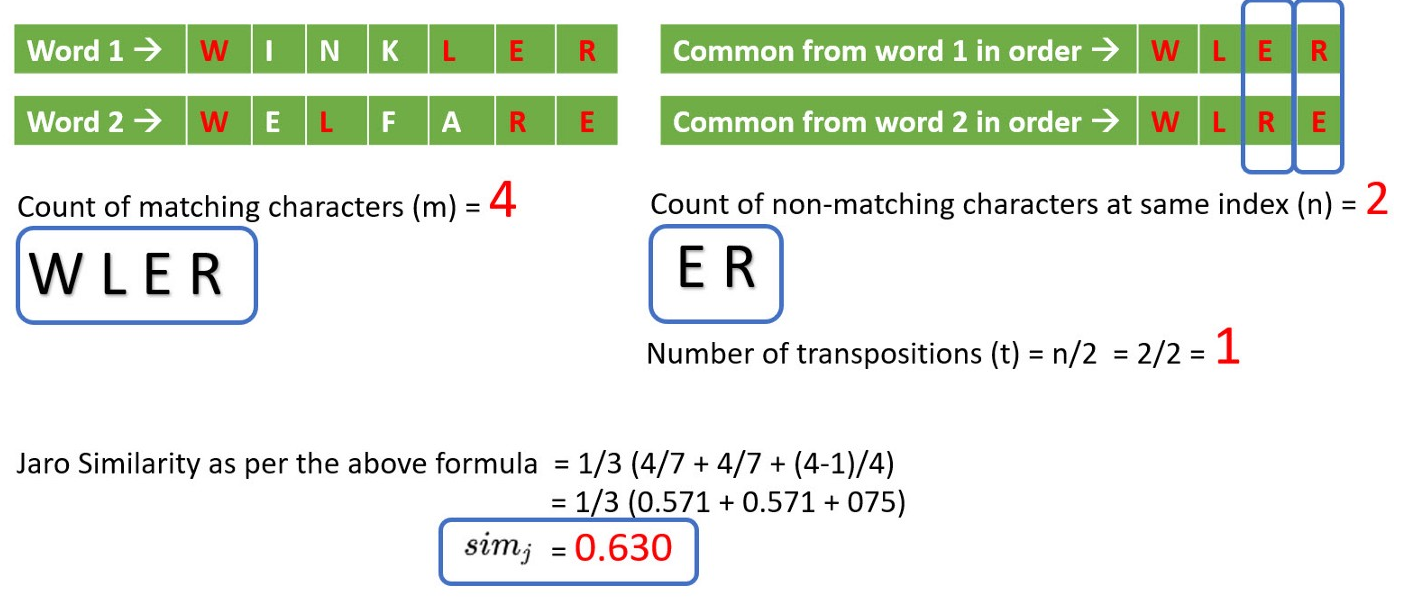 Word 1 → W I N K L E R
Word 2 → W E L F A R E
Common from word 1 in order → W L E R
Common from word 2 in order → W L R E
Count of matching characters (m) = 4
W L E R
Count of non-matching characters at same index (n) = 2
E R
Number of transpositions (t) = n/2 = 2/2 = 1
Jaro Similarity as per the above formula = 1/3 (4/7 + 4/7 + (4-1)/4)
= 1/3 (0.571 + 0.571 + 075)
simj = 0.630